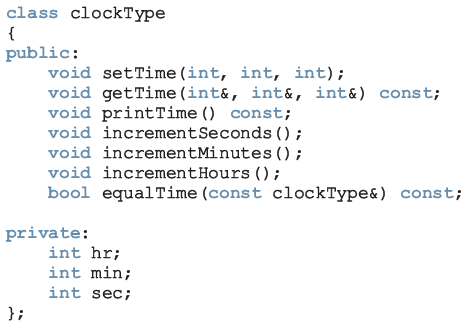 class clockType
{
public:
    void setTime(int, int, int);
    void getTime(int&, int&, int&) const;
    void printTime() const;
    void incrementSeconds();
    void incrementMinutes();
    void incrementHours();
    bool equalTime(const clockType&) const;

private:
    int hr;
    int min;
    int sec;
};